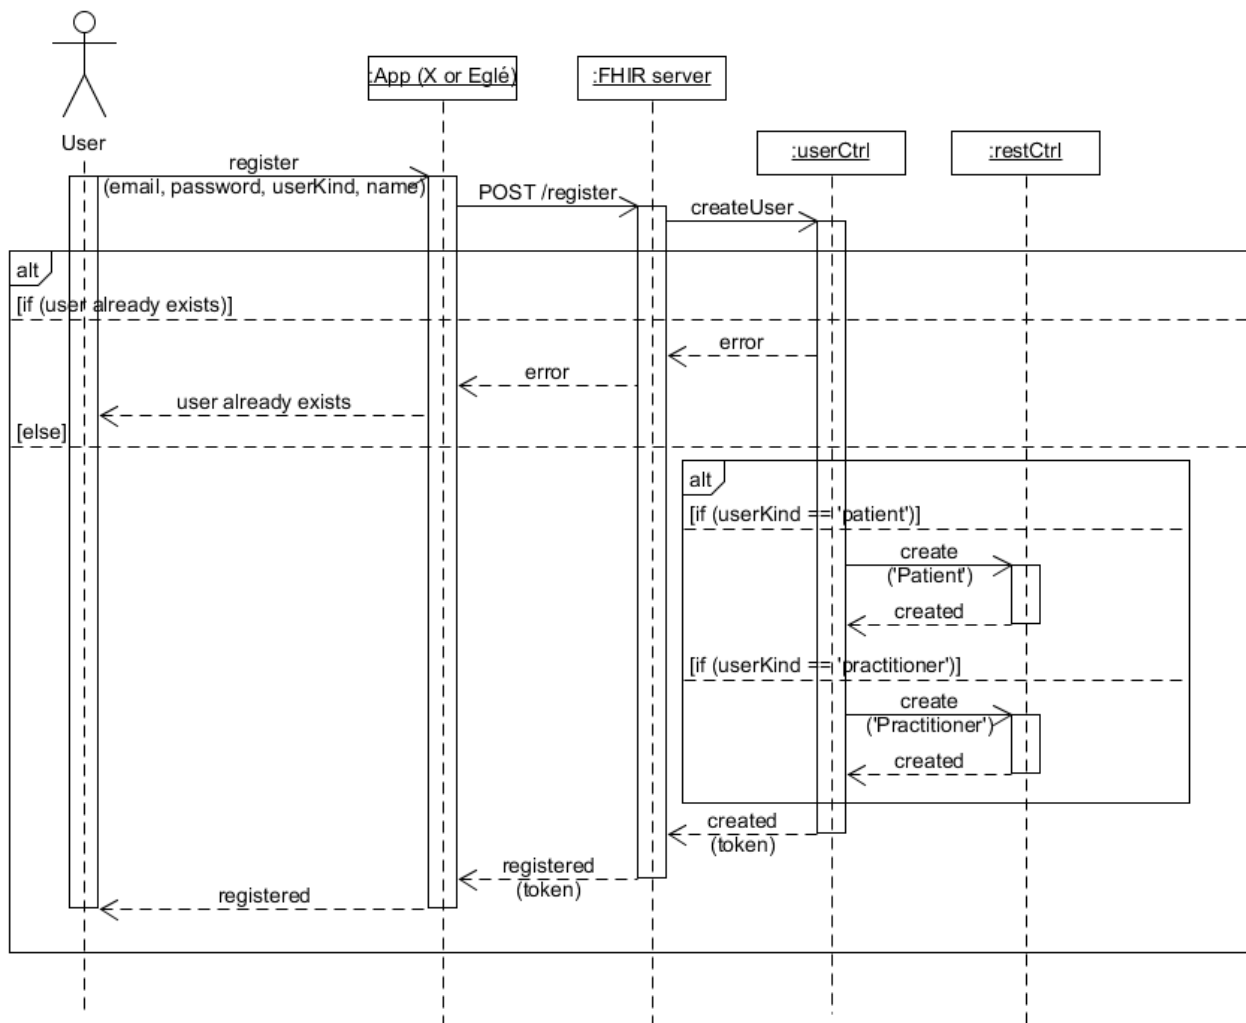 :App (X or Eglé)
:FHIR server
User
:userCtrl
:restCtrl
register
(email, password, userKind, name)
POST /register
createUser
alt
[if (user already exists)]
error
error
user already exists
[else]
alt
[if (userKind == 'patient')]
create
('Patient')
created
[if (userKind == 'practitioner')]
create
('Practitioner')
created
created
(token)
registered
(token)
registered